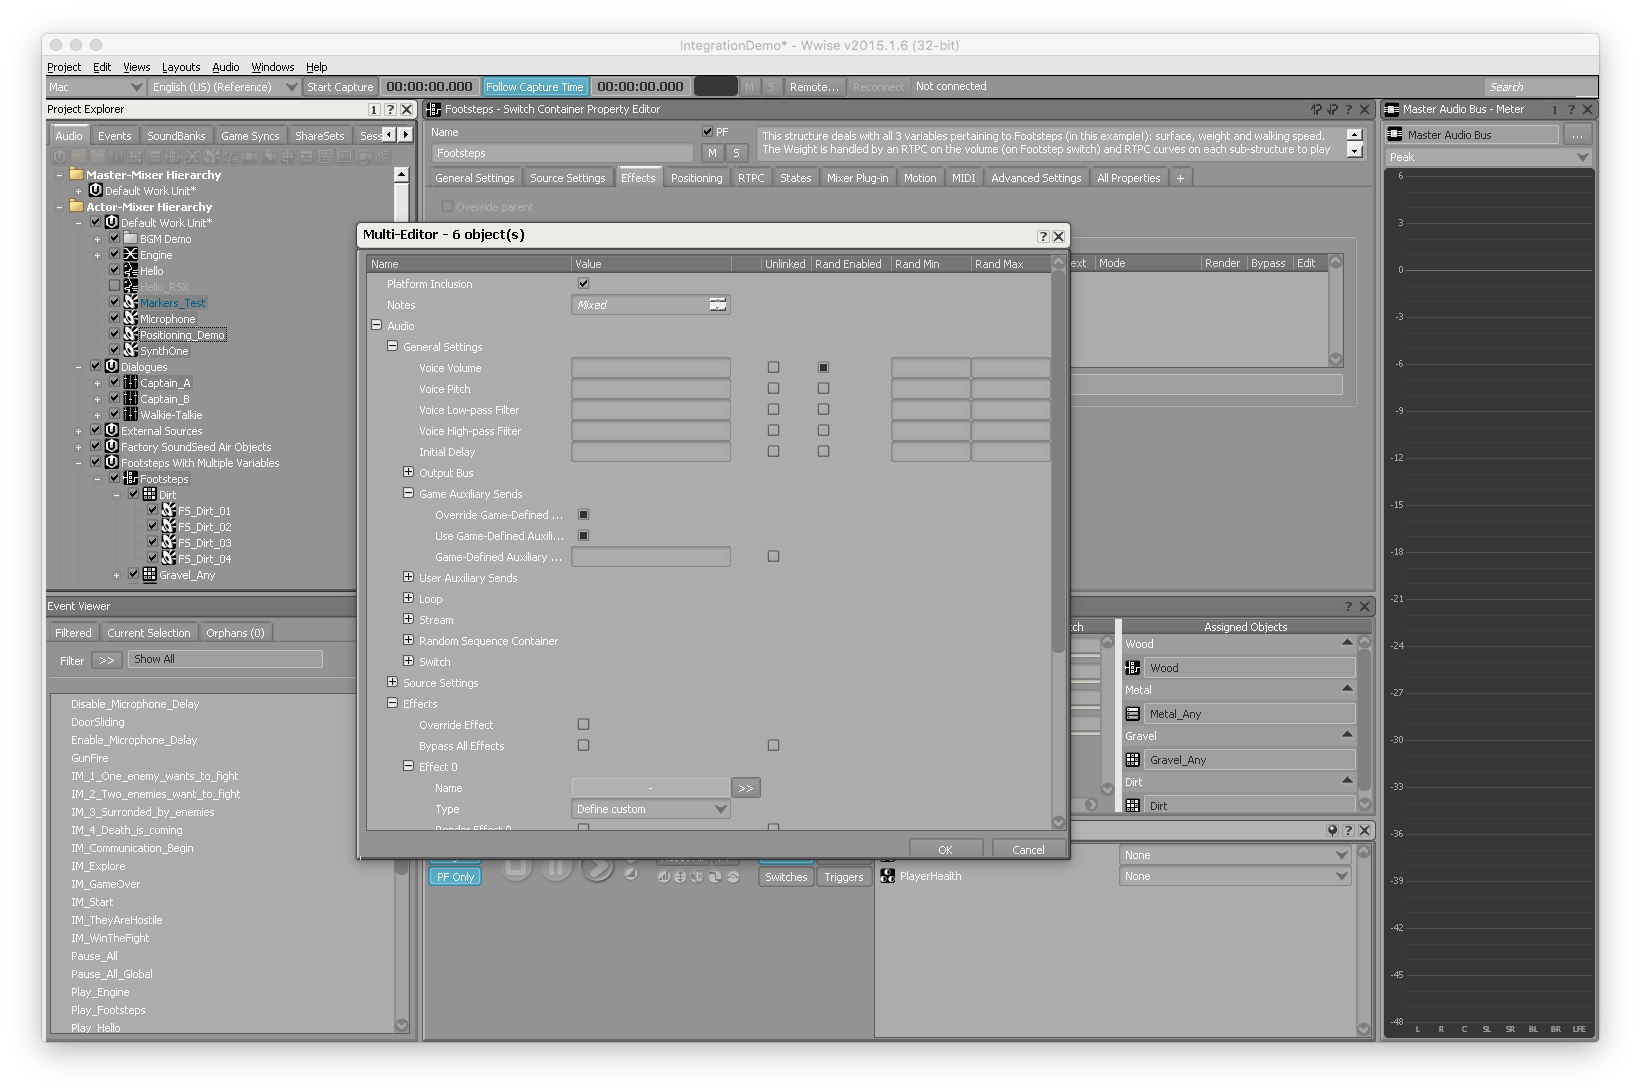 IntegrationDemo* - Wwise v2015.1.6 (32-bit)
Project Edit Views Layouts Audio Windows Help
Mac English (US) (Reference) Start Capture 00:00:00.000 Follow Capture Time 00:00:00.000 M S Remote... Reconnect Not connected Search
Project Explorer 1 ?
Audio Events SoundBanks Game Syncs ShareSets Sess
Master-Mixer Hierarchy
Default Work Unit*
Actor-Mixer Hierarchy
Default Work Unit*
BGM Demo
Engine
Hello
Hello_RSX
Markers_Test
Microphone
Positioning_Demo
SynthOne
Dialogues
Captain_A
Captain_B
Walkie-Talkie
External Sources
Factory SoundSeed Air Objects
Footsteps With Multiple Variables
Footsteps
Dirt
FS_Dirt_01
FS_Dirt_02
FS_Dirt_03
FS_Dirt_04
Gravel_Any
Event Viewer
Filtered Current Selection Orphans (0)
Filter >> Show All
Disable_Microphone_Delay
DoorSliding
Enable_Microphone_Delay
GunFire
IM_1_One_enemy_wants_to_fight
IM_2_Two_enemies_want_to_fight
IM_3_Surronded_by_enemies
IM_4_Death_is_coming
IM_Communication_Begin
IM_Explore
IM_GameOver
IM_Start
IM_TheyAreHostile
IM_WinTheFight
Pause_All
Pause_All_Global
Play_Engine
Play_Footsteps
Play_Hello
Footsteps - Switch Container Property Editor ?
Name PF
Footsteps M S
This structure deals with all 3 variables pertaining to Footsteps (in this example!): surface, weight and walking speed.
The Weight is handled by an RTPC on the volume (on Footstep switch) and RTPC curves on each sub-structure to play
General Settings Source Settings Effects Positioning RTPC States Mixer Plug-in Motion MIDI Advanced Settings All Properties +
Override parent
ext Mode Render Bypass Edit
Multi-Editor - 6 object(s) ?
Name Value Unlinked Rand Enabled Rand Min Rand Max
Platform Inclusion
Notes Mixed
Audio
General Settings
Voice Volume
Voice Pitch
Voice Low-pass Filter
Voice High-pass Filter
Initial Delay
Output Bus
Game Auxiliary Sends
Override Game-Defined ...
Use Game-Defined Auxili...
Game-Defined Auxiliary ...
User Auxiliary Sends
Loop
Stream
Random Sequence Container
Switch
Source Settings
Effects
Override Effect
Bypass All Effects
Effect 0
Name - >>
Type Define custom
Render Effect 0
OK Cancel
?
tch Assigned Objects
Wood
Wood
Metal
Metal_Any
Gravel
Gravel_Any
Dirt
Dirt
?
PF Only Switches Triggers
None
PlayerHealth None
Master Audio Bus - Meter 1 ?
Master Audio Bus ...
Peak
6
3
0
-3
-6
-9
-12
-15
-18
-21
-24
-27
-30
-33
-36
-39
-42
-45
-48
L R C SL SR BL BR LFE